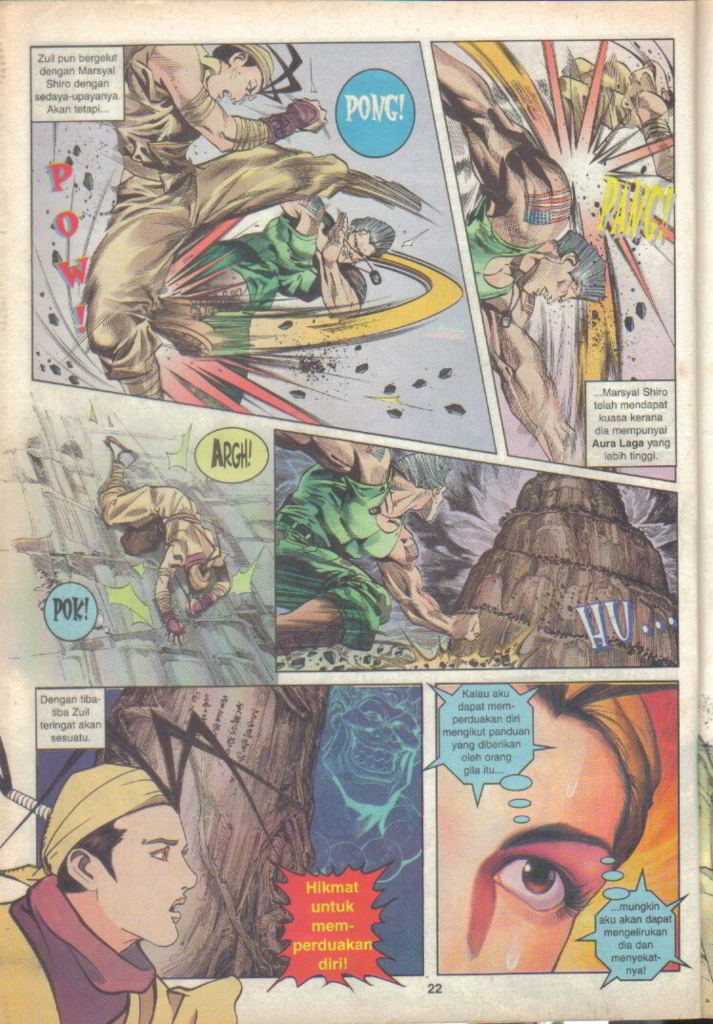 Zuil pun bergelut
dengan Marsyal
Shiro dengan
sedaya-upayanya.
Akan tetapi...
PONG!
POW!
PANG!
...Marsyal Shiro
telah mendapat
kuasa kerana
dia mempunyai
Aura Laga yang
lebih tinggi.
ARGH!
POK!
HU...
Dengan tiba-
tiba Zuil
teringat akan
sesuatu.
Hikmat
untuk
mem-
perduakan
diri!
Kalau aku
dapat mem-
perduakan diri
mengikut panduan
yang diberikan
oleh orang
gila itu...
...mungkin
aku akan dapat
mengelirukan
dia dan
menyekat-
nya!
22